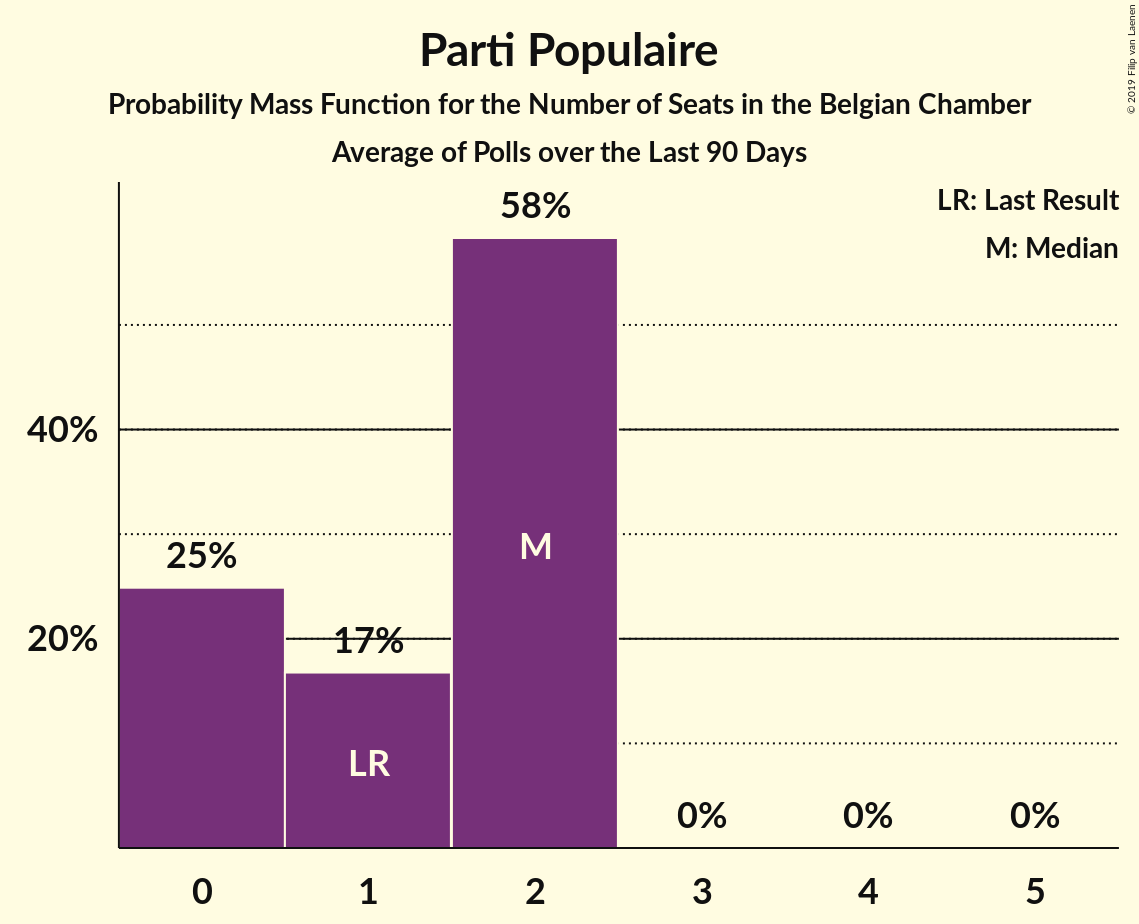 Parti Populaire
Probability Mass Function for the Number of Seats in the Belgian Chamber
Average of Polls over the Last 90 Days
© 2019 Filip van Laenen
LR: Last Result
M: Median
58%
40%
25%
M
20%
17%
LR
0%
0%
0%
0
1
2
3
4
5